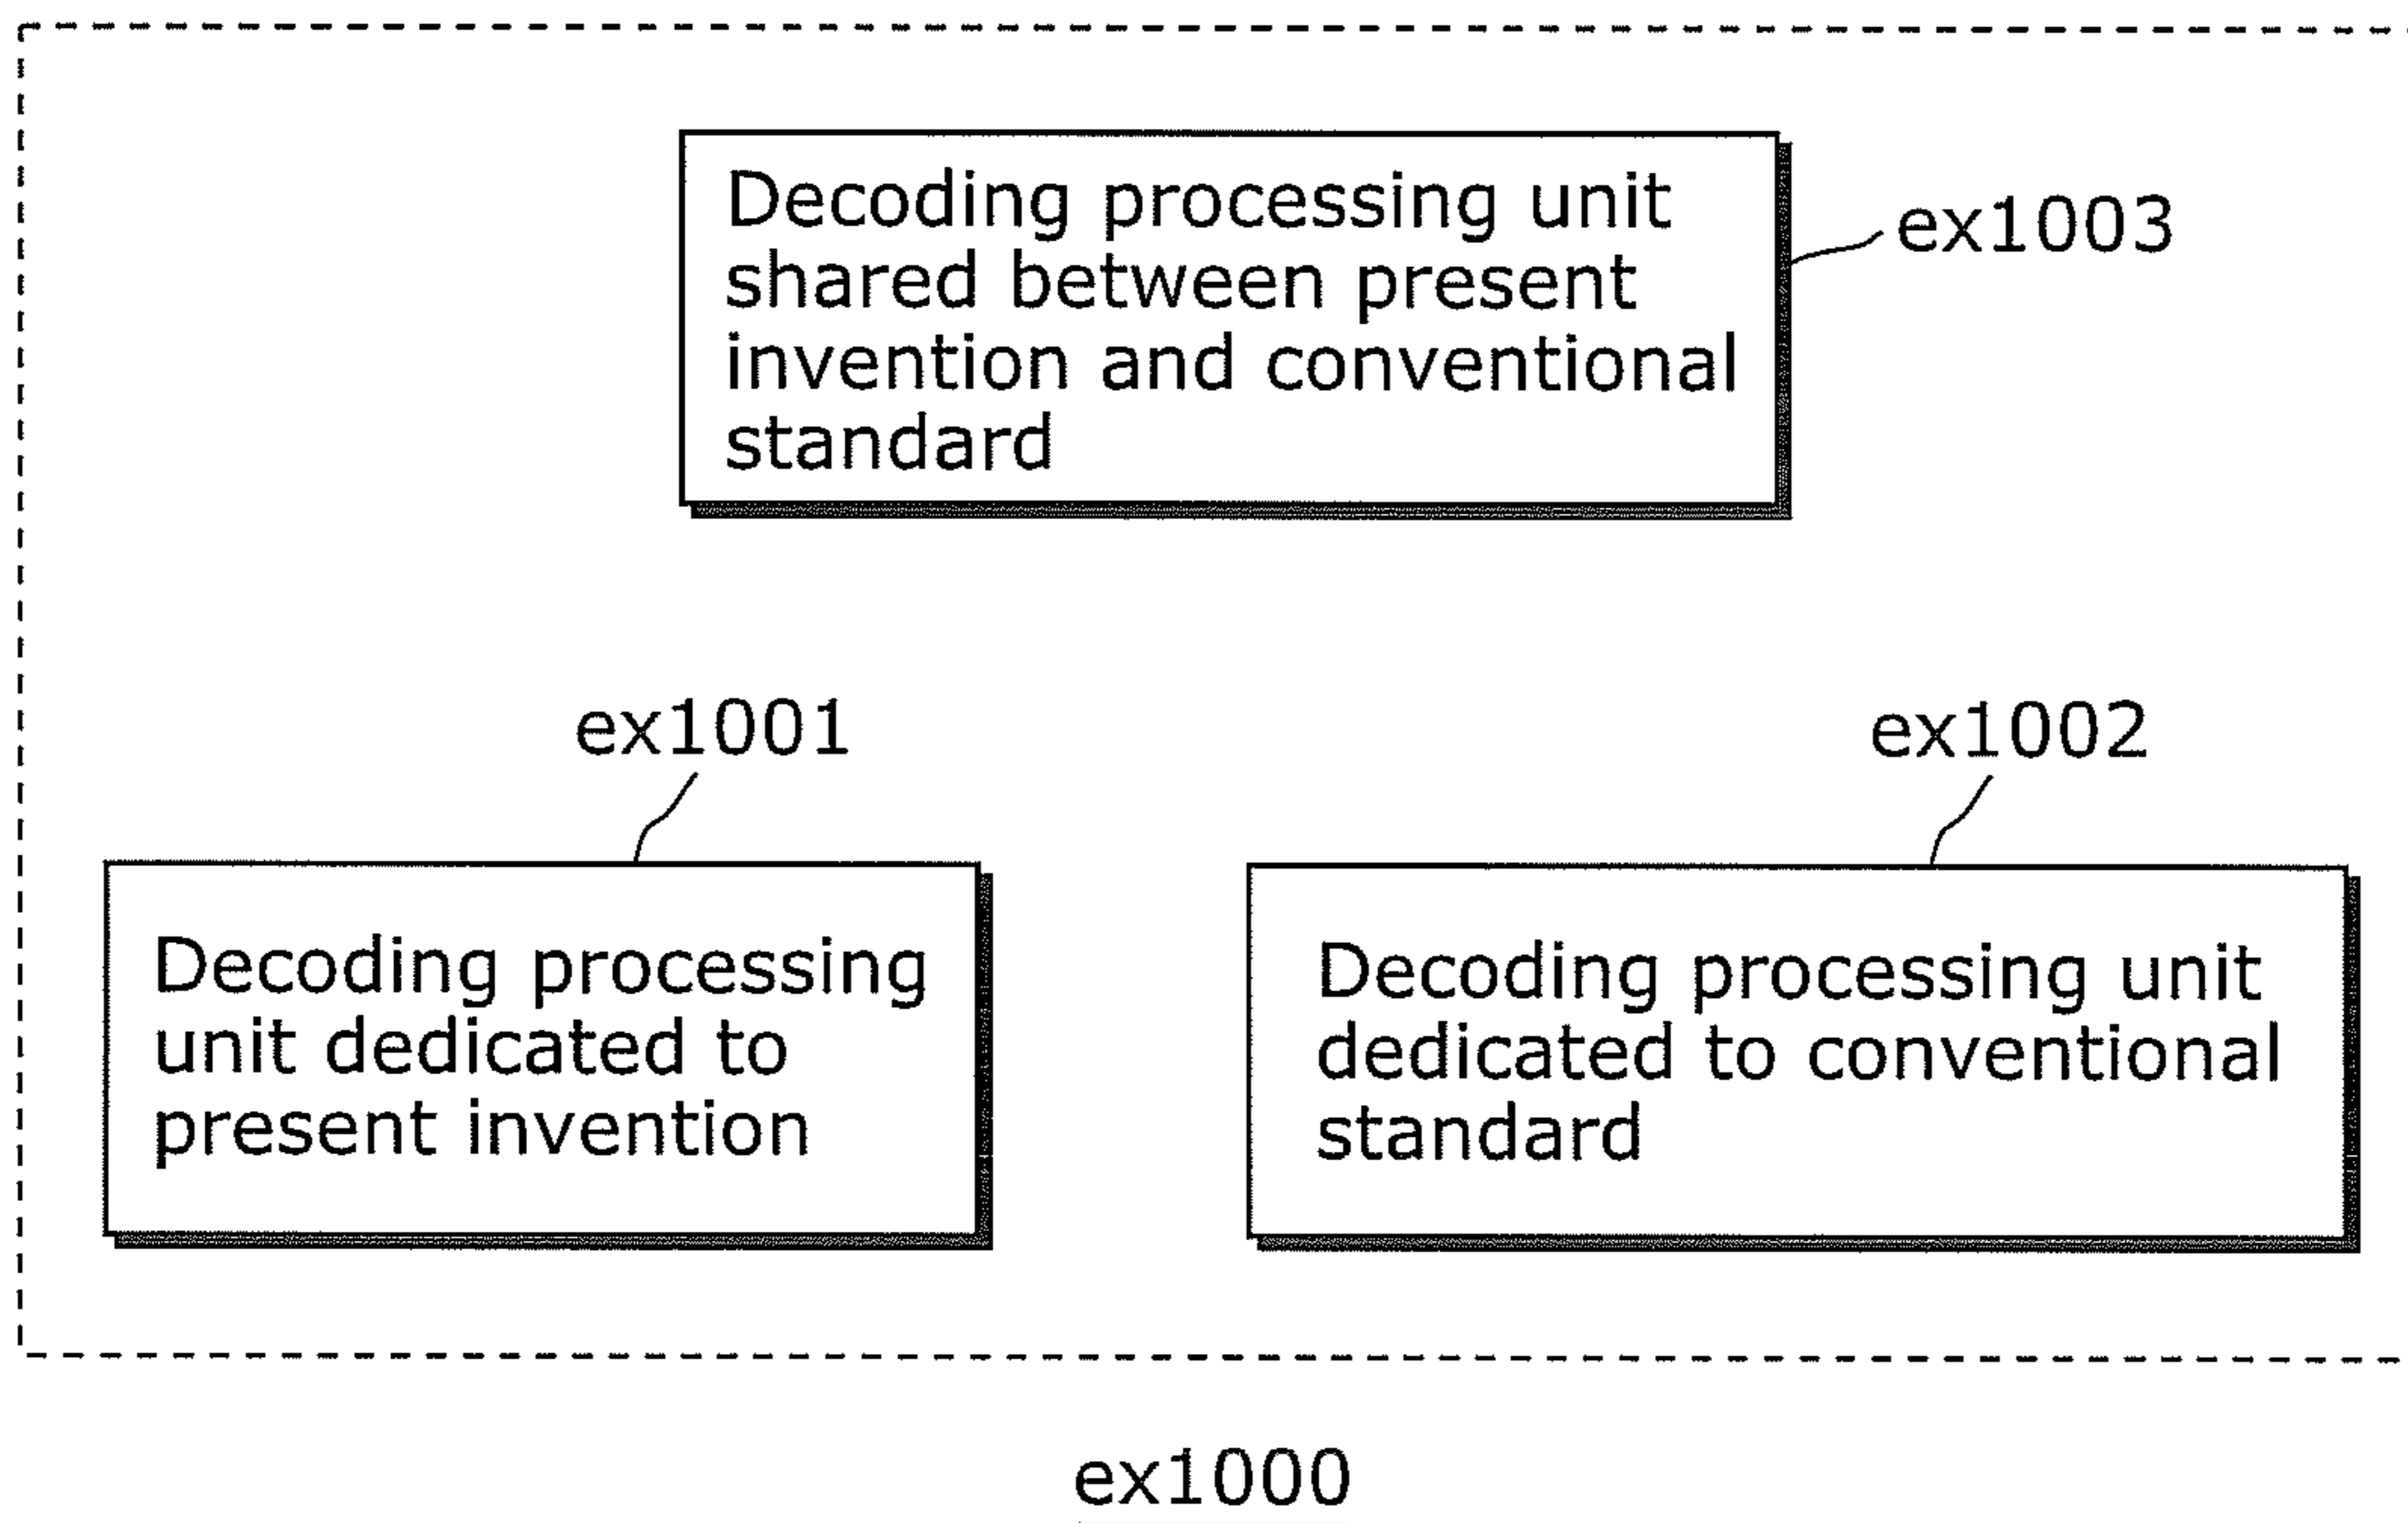 Decoding processing unit
shared between present
invention and conventional
standard
ex1003
ex1001
ex1002
Decoding processing
unit dedicated to
present invention
Decoding processing unit
dedicated to conventional
standard
ex1000